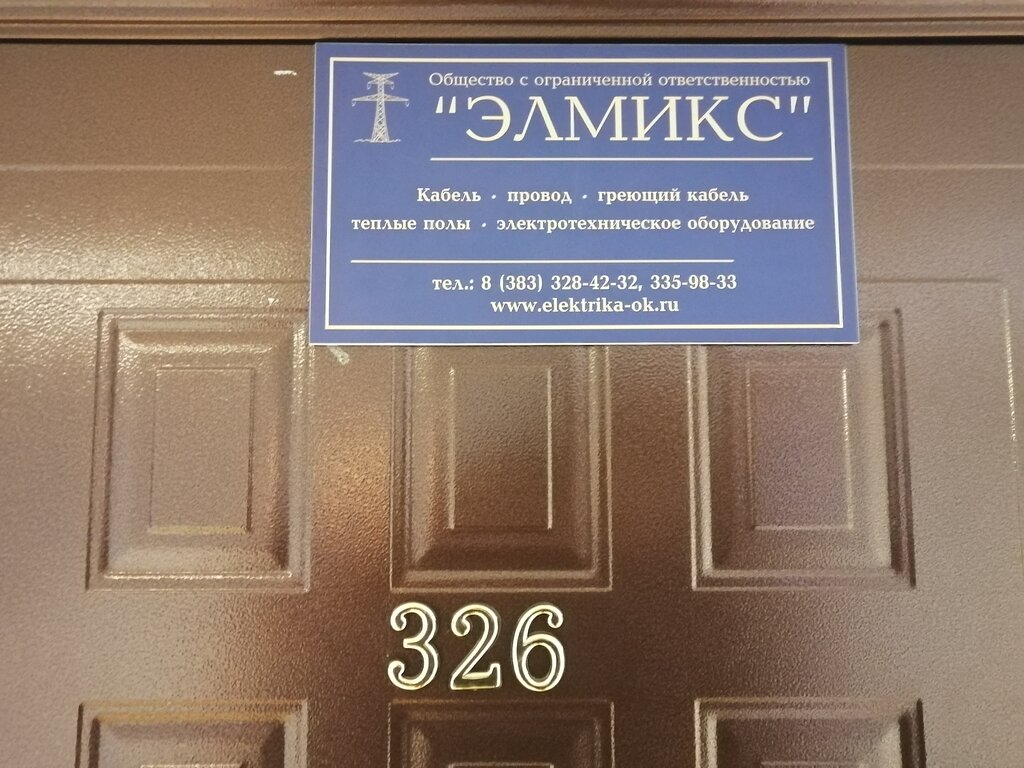 Общество с ограниченной ответственностью
"ЭЛМИКС"
Кабель · провод · греющий кабель
теплые полы · электротехническое оборудование
тел.: 8 (383) 328-42-32, 335-98-33
www.elektrika-ok.ru
326